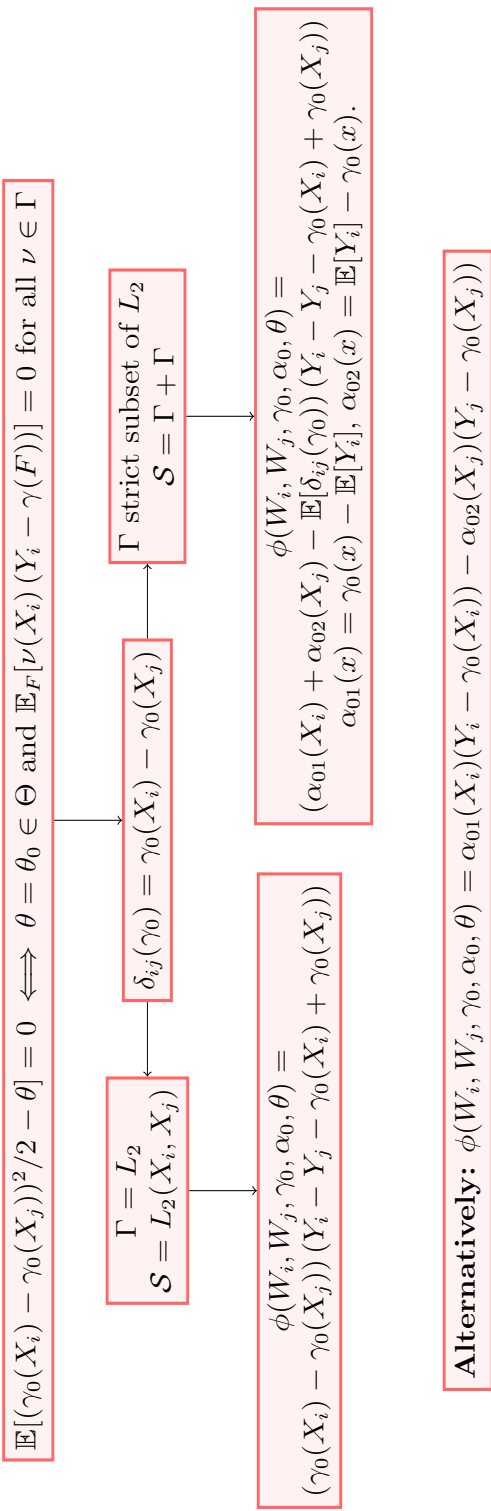 𝔼[(γ₀(Xᵢ) − γ₀(Xⱼ))²/2 − θ] = 0 ⟺ θ = θ₀ ∈ Θ and 𝔼_F[ν(Xᵢ)(Yᵢ − γ(F))] = 0 for all ν ∈ Γ
δᵢⱼ(γ₀) = γ₀(Xᵢ) − γ₀(Xⱼ)
Γ = L₂
𝓢 = L₂(Xᵢ, Xⱼ)
Γ strict subset of L₂
𝓢 = Γ + Γ
ϕ(Wᵢ, Wⱼ, γ₀, α₀, θ) =
(γ₀(Xᵢ) − γ₀(Xⱼ)) (Yᵢ − Yⱼ − γ₀(Xᵢ) + γ₀(Xⱼ))
ϕ(Wᵢ, Wⱼ, γ₀, α₀, θ) =
(α₀₁(Xᵢ) + α₀₂(Xⱼ) − 𝔼[δᵢⱼ(γ₀)) (Yᵢ − Yⱼ − γ₀(Xᵢ) + γ₀(Xⱼ))
α₀₁(x) = γ₀(x) − 𝔼[Yᵢ], α₀₂(x) = 𝔼[Yᵢ] − γ₀(x).
Alternatively: ϕ(Wᵢ, Wⱼ, γ₀, α₀, θ) = α₀₁(Xᵢ)(Yᵢ − γ₀(Xᵢ)) − α₀₂(Xⱼ)(Yⱼ − γ₀(Xⱼ))